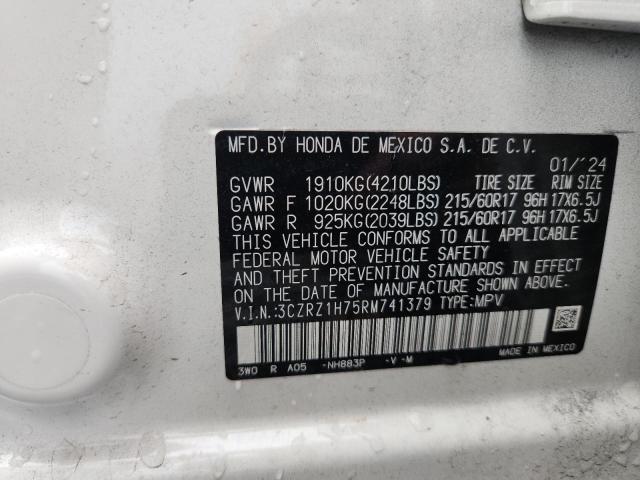 MFD.BY HONDA DE MEXICO S.A. DE C.V.
01/'24
GVWR 1910KG(4210LBS) TIRE SIZE RIM SIZE
GAWR F 1020KG(2248LBS) 215/60R17 96H 17X6.5J
GAWR R 925KG(2039LBS) 215/60R17 96H 17X6.5J
THIS VEHICLE CONFORMS TO ALL APPLICABLE
FEDERAL MOTOR VEHICLE SAFETY
AND THEFT PREVENTION STANDARDS IN EFFECT
ON THE DATE OF MANUFACTURE SHOWN ABOVE.
V.I.N.:3CZRZ1H75RM741379 TYPE:MPV
3W0 R A05 -NH883P -V -M MADE IN MEXICO